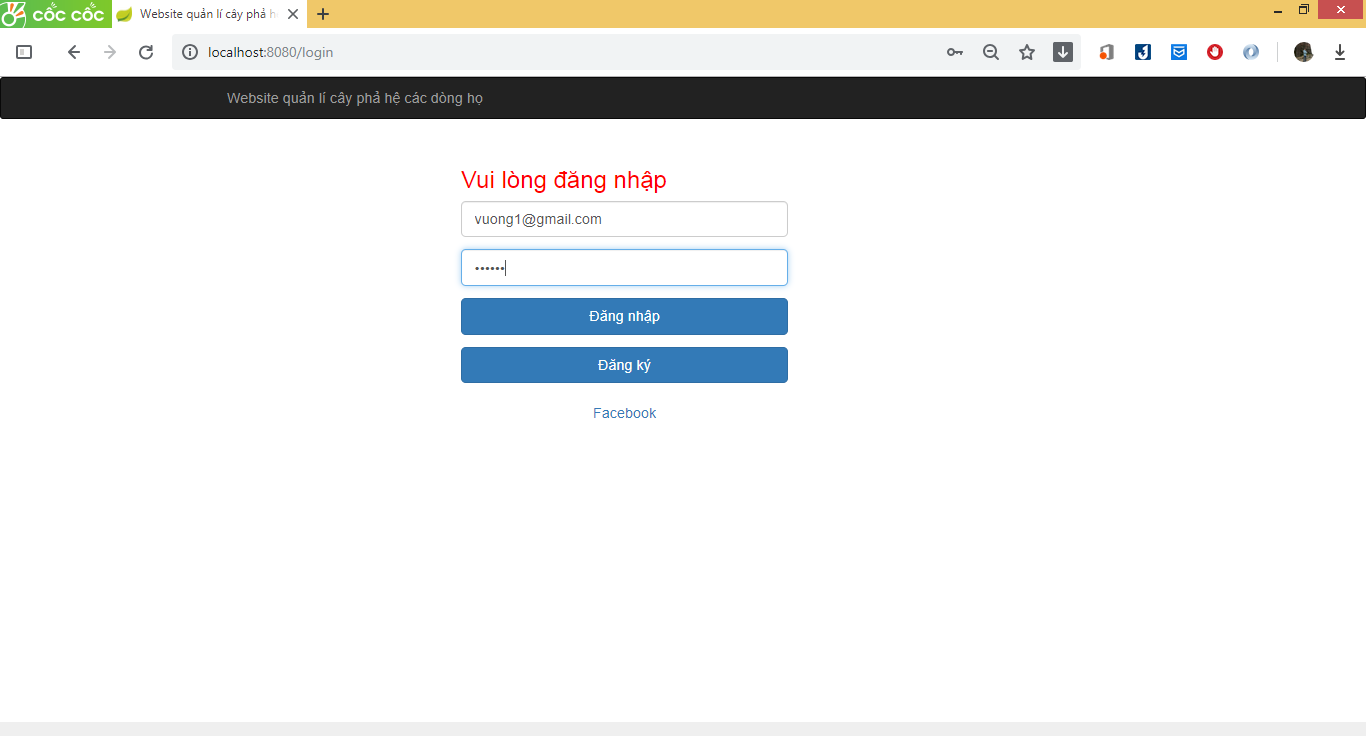 cốc cốc
Website quản lí cây phả h
localhost:8080/login
Website quản lí cây phả hệ các dòng họ
Vui lòng đăng nhập
vuong1@gmail.com
••••••
Đăng nhập
Đăng ký
Facebook